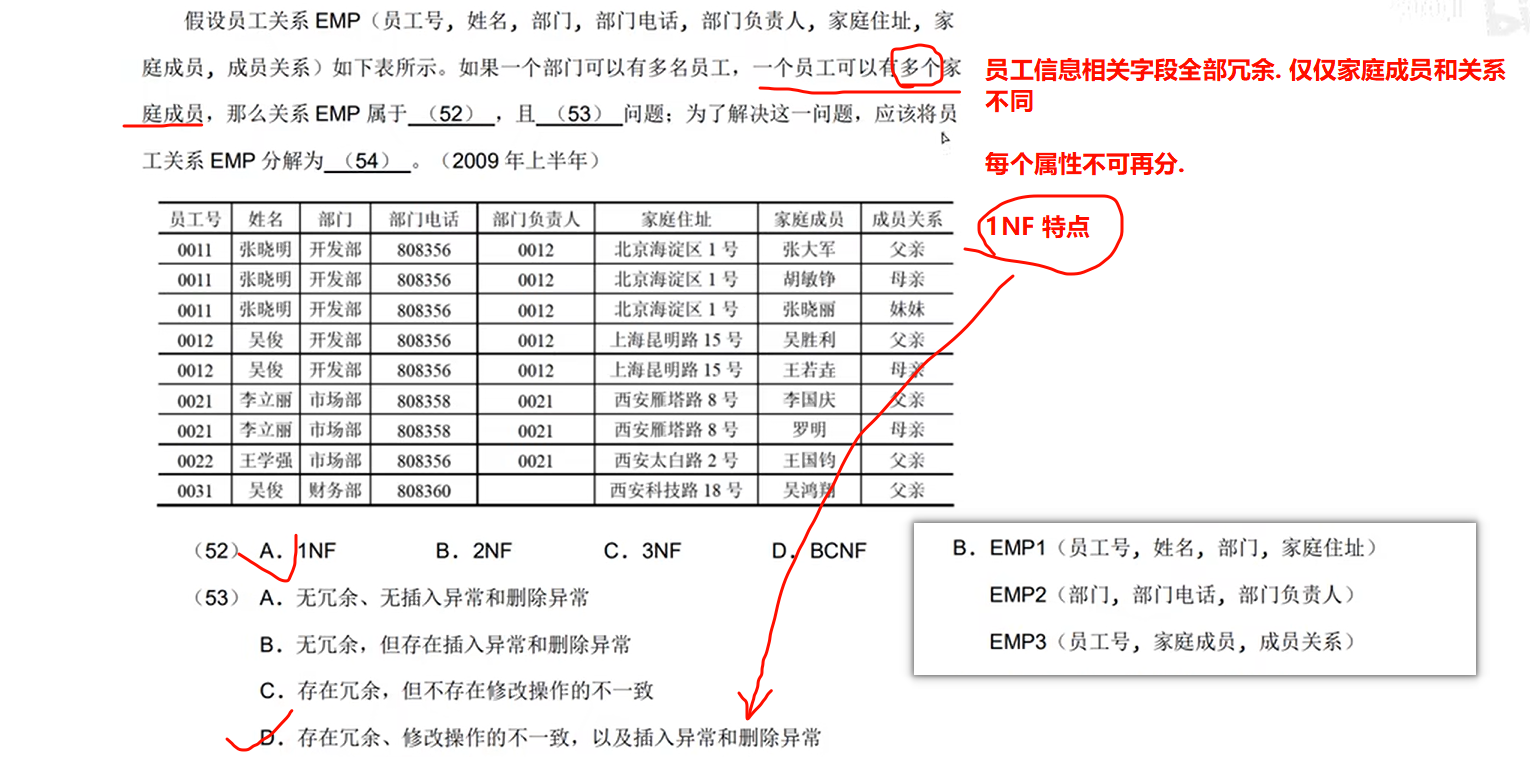 假设员工关系 EMP（员工号, 姓名, 部门, 部门电话, 部门负责人, 家庭住址, 家
庭成员, 成员关系）如下表所示。如果一个部门可以有多名员工，一个员工可以有多个家
庭成员，那么关系 EMP 属于 （52） ，且 （53） 问题；为了解决这一问题，应该将员
工关系 EMP 分解为 （54） 。（2009 年上半年）
员工信息相关字段全部冗余. 仅仅家庭成员和关系
不同
每个属性不可再分.
1NF 特点
员工号 姓名 部门 部门电话 部门负责人 家庭住址 家庭成员 成员关系
0011 张晓明 开发部 808356 0012 北京海淀区 1 号 张大军 父亲
0011 张晓明 开发部 808356 0012 北京海淀区 1 号 胡敏铮 母亲
0011 张晓明 开发部 808356 0012 北京海淀区 1 号 张晓丽 妹妹
0012 吴俊 开发部 808356 0012 上海昆明路 15 号 吴胜利 父亲
0012 吴俊 开发部 808356 0012 上海昆明路 15 号 王若垚 母亲
0021 李立丽 市场部 808358 0021 西安雁塔路 8 号 李国庆 父亲
0021 李立丽 市场部 808358 0021 西安雁塔路 8 号 罗明 母亲
0022 王学强 市场部 808356 0021 西安太白路 2 号 王国钧 父亲
0031 吴俊 财务部 808360 西安科技路 18 号 吴鸿翔 父亲
（52） A．1NF B．2NF C．3NF D．BCNF
（53） A．无冗余、无插入异常和删除异常
B．无冗余，但存在插入异常和删除异常
C．存在冗余，但不存在修改操作的不一致
D．存在冗余、修改操作的不一致，以及插入异常和删除异常
B．EMP1（员工号, 姓名, 部门, 家庭住址）
EMP2（部门, 部门电话, 部门负责人）
EMP3（员工号, 家庭成员, 成员关系）